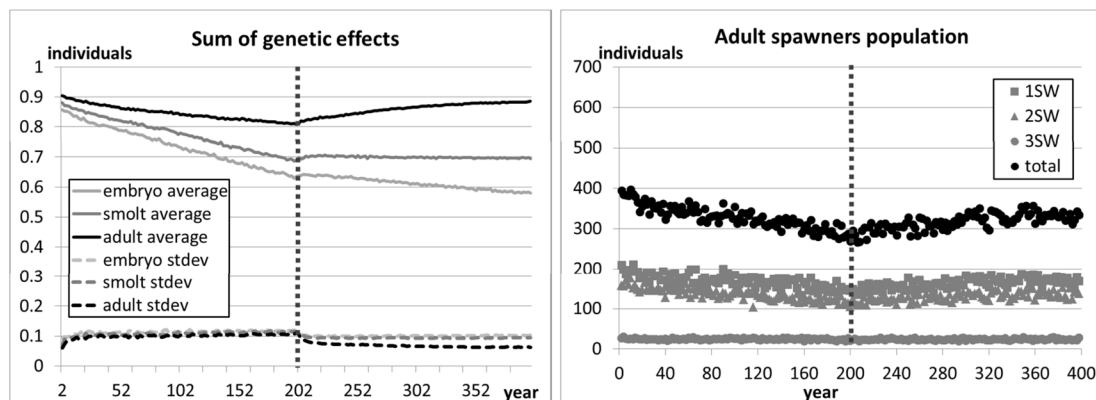 Sum of genetic effects
individuals
1
0.9
0.8
0.7
0.6
0.5
0.4
0.3
0.2
0.1
0
embryo average
smolt average
adult average
embryo stdev
smolt stdev
adult stdev
2 52 102 152 202 252 302 352 year
Adult spawners population
individuals
700
600
500
400
300
200
100
0
1SW
2SW
3SW
total
0 40 80 120 160 200 240 280 320 360 400
year